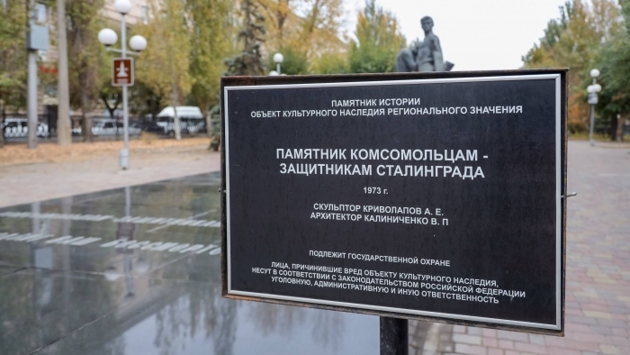 ПАМЯТНИК ИСТОРИИ
ОБЪЕКТ КУЛЬТУРНОГО НАСЛЕДИЯ РЕГИОНАЛЬНОГО ЗНАЧЕНИЯ
ПАМЯТНИК КОМСОМОЛЬЦАМ -
ЗАЩИТНИКАМ СТАЛИНГРАДА
1973 г.
СКУЛЬПТОР КРИВОЛАПОВ А. Е.
АРХИТЕКТОР КАЛИНИЧЕНКО В. П
ПОДЛЕЖИТ ГОСУДАРСТВЕННОЙ ОХРАНЕ
ЛИЦА, ПРИЧИНИВШИЕ ВРЕД ОБЪЕКТУ КУЛЬТУРНОГО НАСЛЕДИЯ,
НЕСУТ В СООТВЕТСТВИИ С ЗАКОНОДАТЕЛЬСТВОМ РОССИЙСКОЙ ФЕДЕРАЦИИ
УГОЛОВНУЮ, АДМИНИСТРАТИВНУЮ И ИНУЮ ОТВЕТСТВЕННОСТЬ